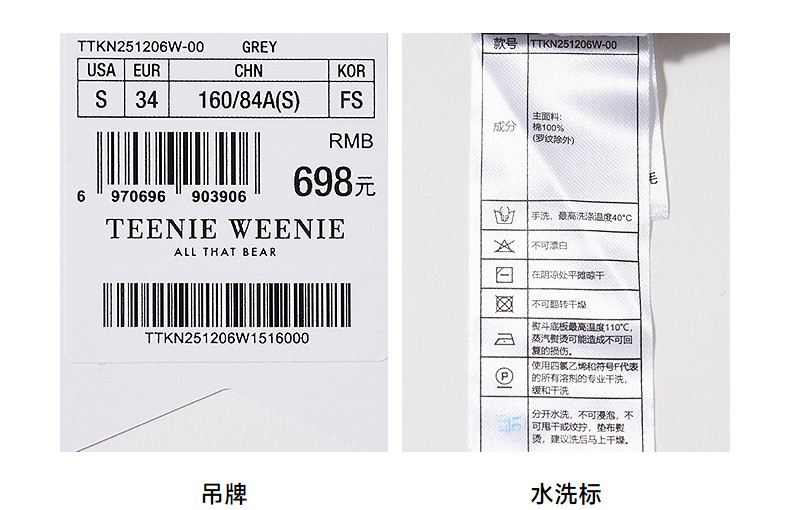 TTKN251206W-00 GREY
USA EUR CHN KOR
S 34 160/84A(S) FS
RMB
698元
6 970696 903906
TEENIE WEENIE
ALL THAT BEAR
TTKN251206W1516000
吊牌
款号 TTKN251206W-00
成分
主面料:
棉100%
(罗纹除外)
毛
手洗，最高洗涤温度40°C
不可漂白
在阴凉处平摊晾干
不可翻转干燥
熨斗底板最高温度110℃，
蒸汽熨烫可能造成不可回
复的损伤。
P
使用四氯乙烯和符号F代表
的所有溶剂的专业干洗，
缓和干洗
分开水洗，不可浸泡，不
可甩干或绞拧，垫布熨
烫，建议洗后马上干燥。
水洗标